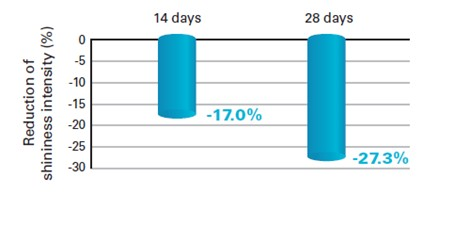 14 days
28 days
Reduction of
shininess intensity (%)
0
-5
-10
-15
-20
-25
-30
-17.0%
-27.3%